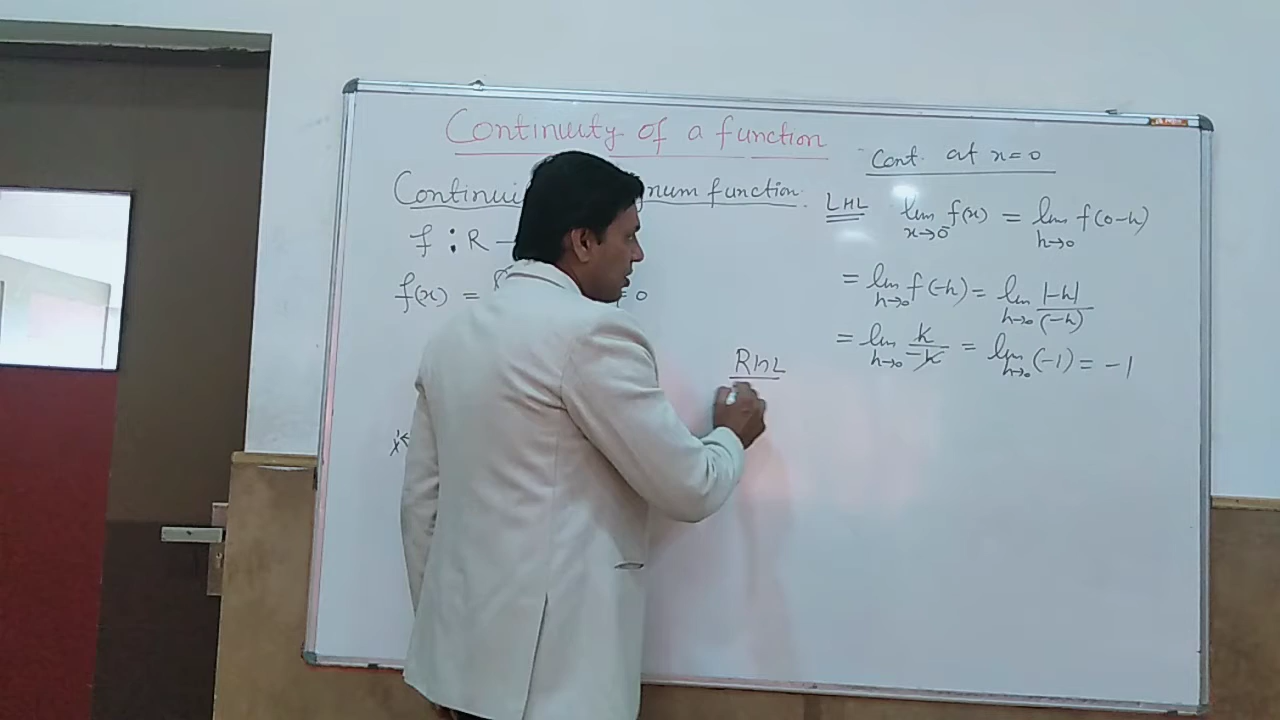 Continuity of a function
Continui num function.
f : R
f(x) = = 0
x'
Cont. at x=0
LHL lim x→0⁻ f(x) = lim h→0 f(0-h)
= lim h→0 f(-h) = lim h→0 |-h|/(-h)
= lim h→0 h/-h = lim h→0 (-1) = -1
RHL